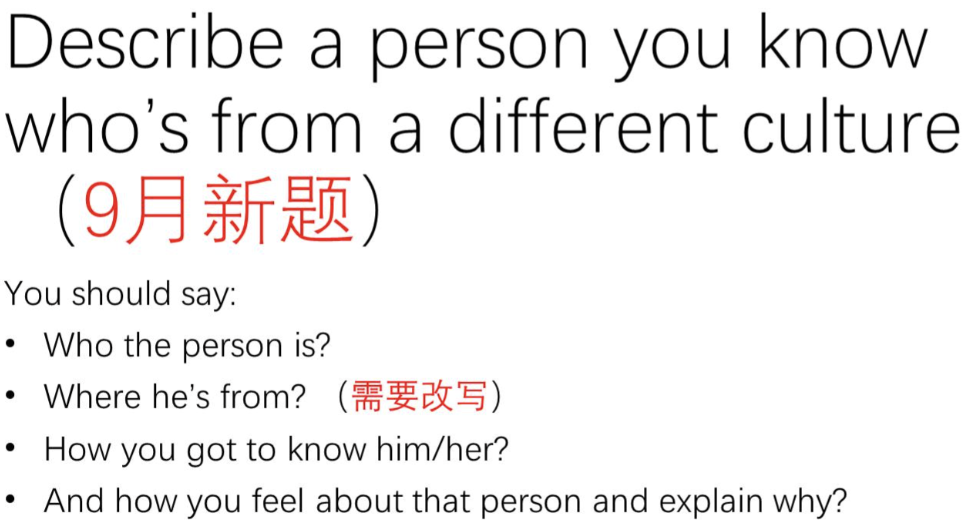 Describe a person you know
who’s from a different culture
（9月新题）
You should say:
• Who the person is?
• Where he’s from? （需要改写）
• How you got to know him/her?
• And how you feel about that person and explain why?